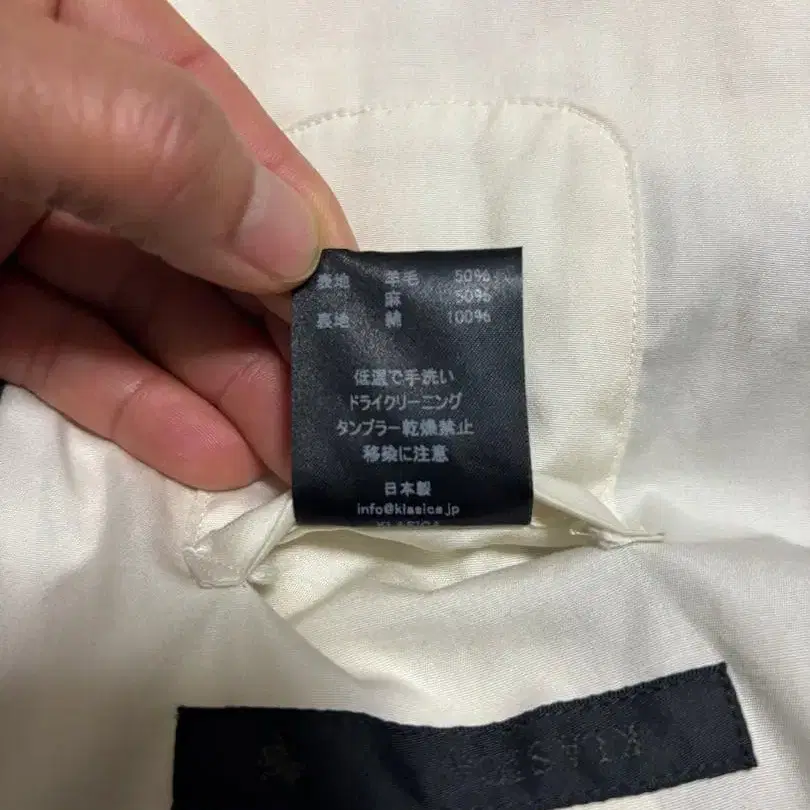 表地 羊毛 50%
麻 50%
裏地 綿 100%
低温で手洗い
ドライクリーニング
タンブラー乾燥禁止
移染に注意
日本製
info@klasica.jp
KLASICA